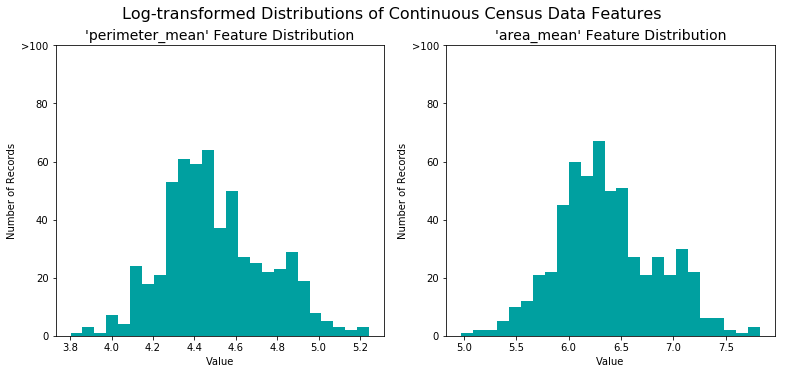 Log-transformed Distributions of Continuous Census Data Features
'perimeter_mean' Feature Distribution
'area_mean' Feature Distribution
>100
80
60
40
20
0
Number of Records
3.8 4.0 4.2 4.4 4.6 4.8 5.0 5.2
Value
>100
80
60
40
20
0
Number of Records
5.0 5.5 6.0 6.5 7.0 7.5
Value